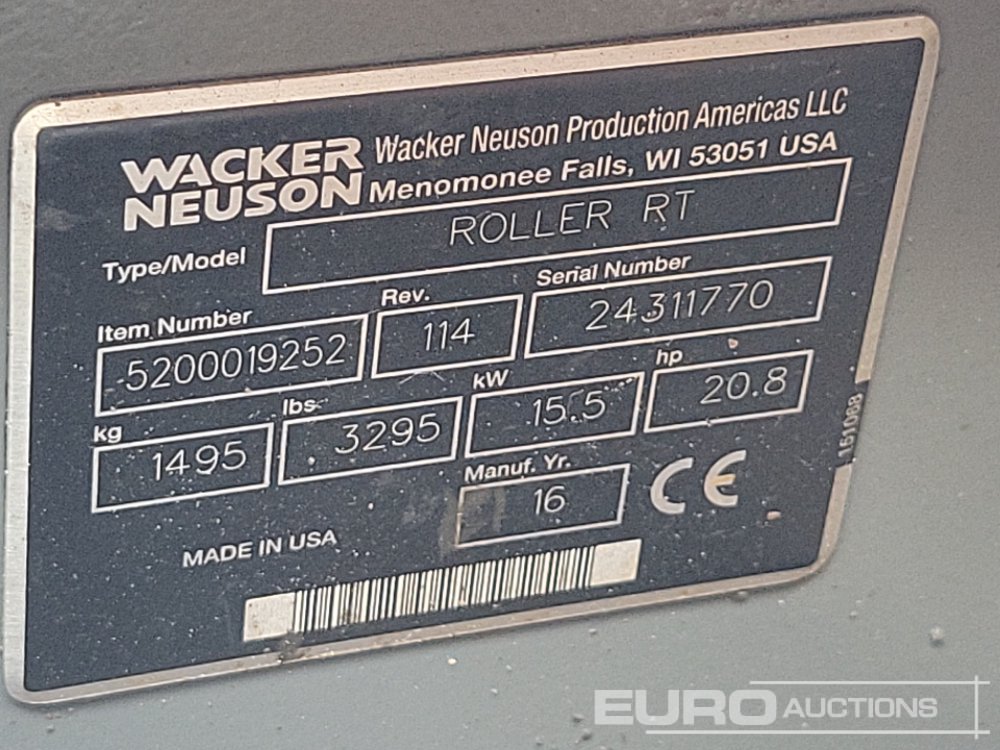 WACKER NEUSON
Wacker Neuson Production Americas LLC
Menomonee Falls, WI 53051 USA
Type/Model ROLLER RT
Item Number Rev. Serial Number
5200019252 114 24311770
kg lbs kW hp
1495 3295 15.5 20.8
Manuf. Yr.
16 CE
MADE IN USA
161068
EURO AUCTIONS